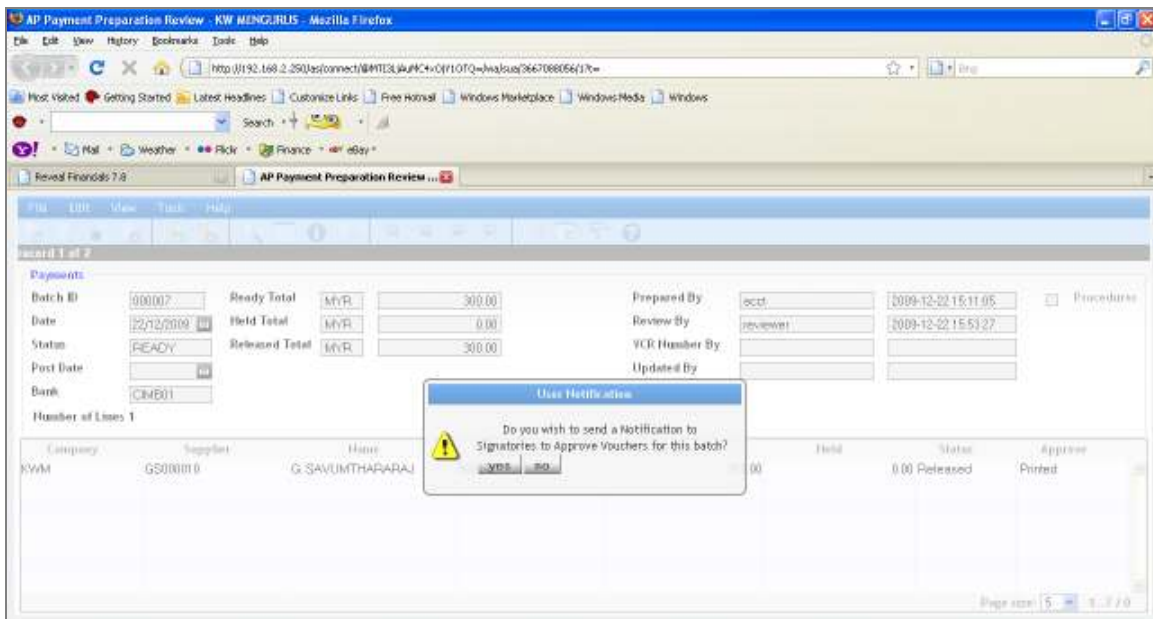 AP Payment Preparation Review - KW MENGURUS - Mozilla Firefox
File Edit View History Bookmarks Tools Help
Most Visited Getting Started Latest Headlines Customize Links Free Hotmail Windows Marketplace Windows Media Windows
Search
Y! Mail Weather Flickr Finance eBay
Reveal Financials 7.8 AP Payment Preparation Review ...
File Edit View Tools Help
record 1 of 2
Payments
Batch ID 000007 Ready Total MYR 300.00 Prepared By acct 2009-12-22 15:11:05 Procedures
Date 22/12/2009 Held Total MYR 0.00 Review By reviewer 2009-12-22 15:53:27
Status READY Released Total MYR 300.00 VCR Number By
Post Date Updated By
Bank CIMB01
Number of Lines 1
User Notification
Do you wish to send a Notification to
Signatories to Approve Vouchers for this batch?
yes no
Company Supplier Name Held Status Approve
KWM GS000010 G. SAVUMTHARARAJ 00 0.00 Released Printed
Page size: 5